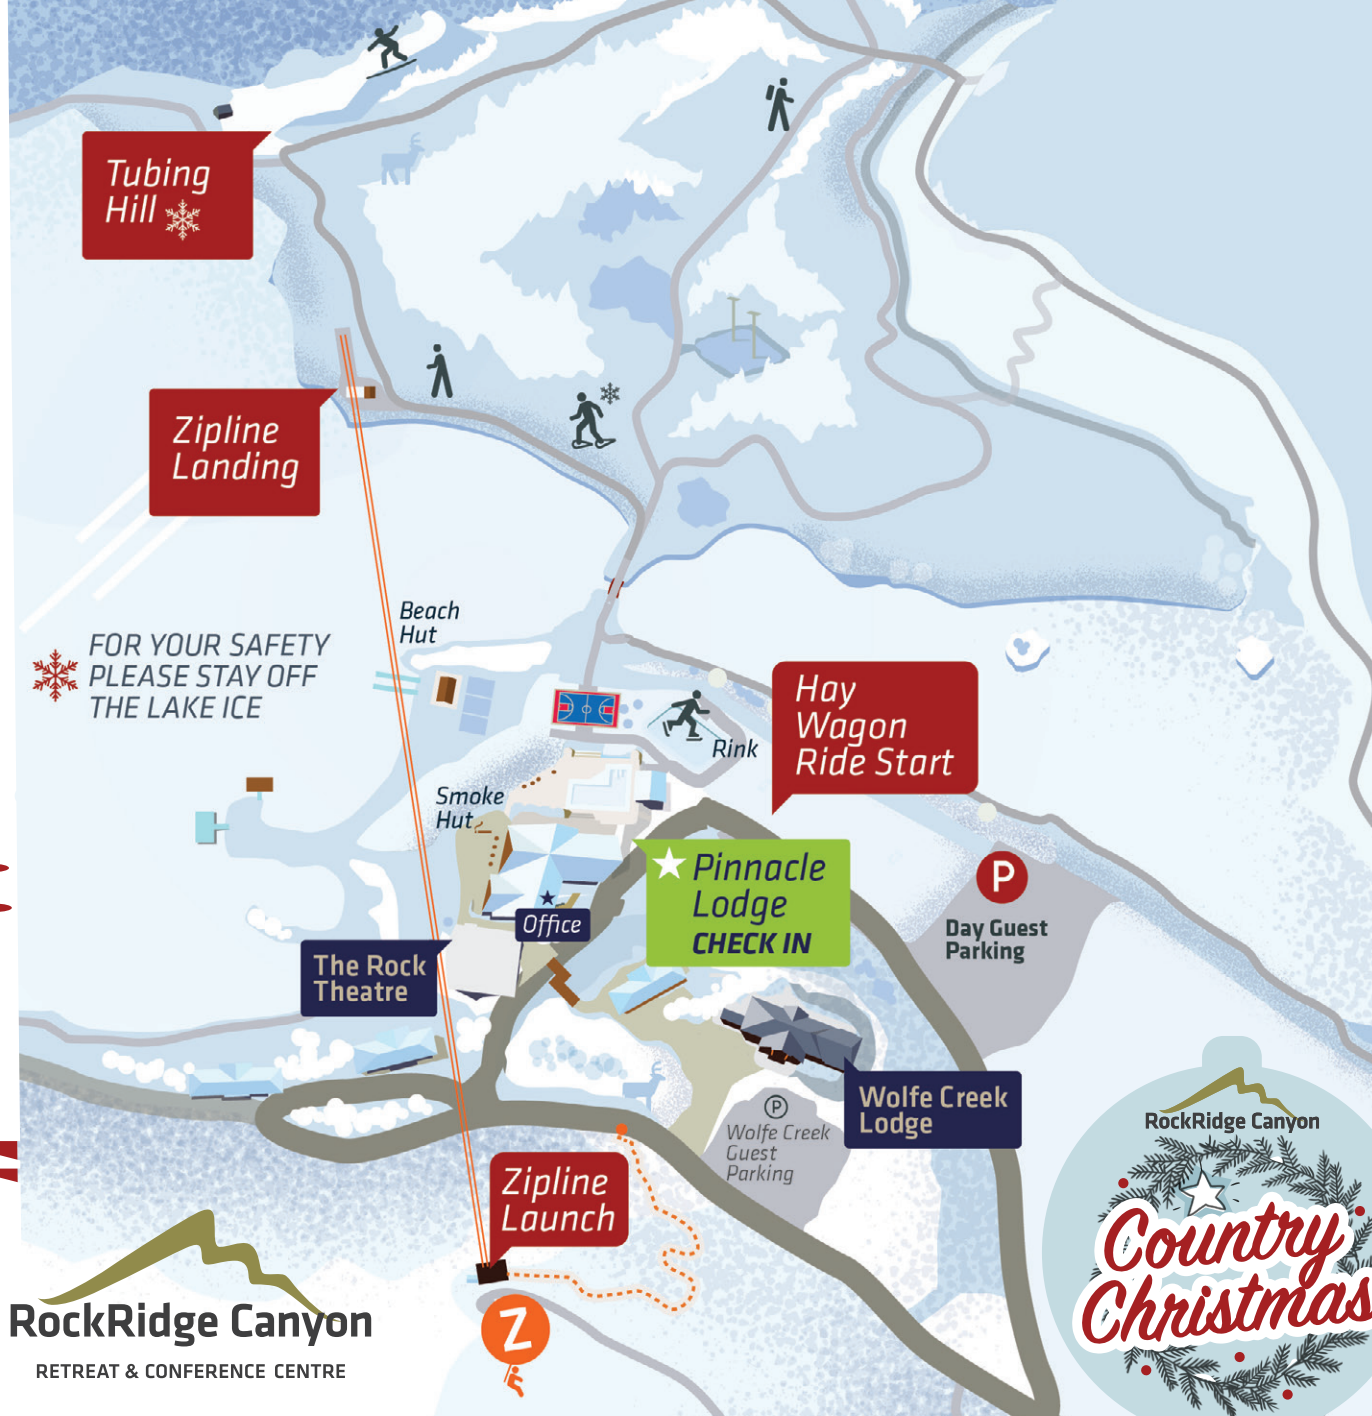 Tubing
Hill
Zipline
Landing
Beach
Hut
FOR YOUR SAFETY
PLEASE STAY OFF
THE LAKE ICE
Hay
Wagon
Ride Start
Rink
Smoke
Hut
Pinnacle
Lodge
CHECK IN
P
Day Guest
Parking
Office
The Rock
Theatre
Wolfe Creek
Lodge
P
Wolfe Creek
Guest
Parking
Zipline
Launch
Z
RockRidge Canyon
RETREAT & CONFERENCE CENTRE
RockRidge Canyon
Country
Christmas